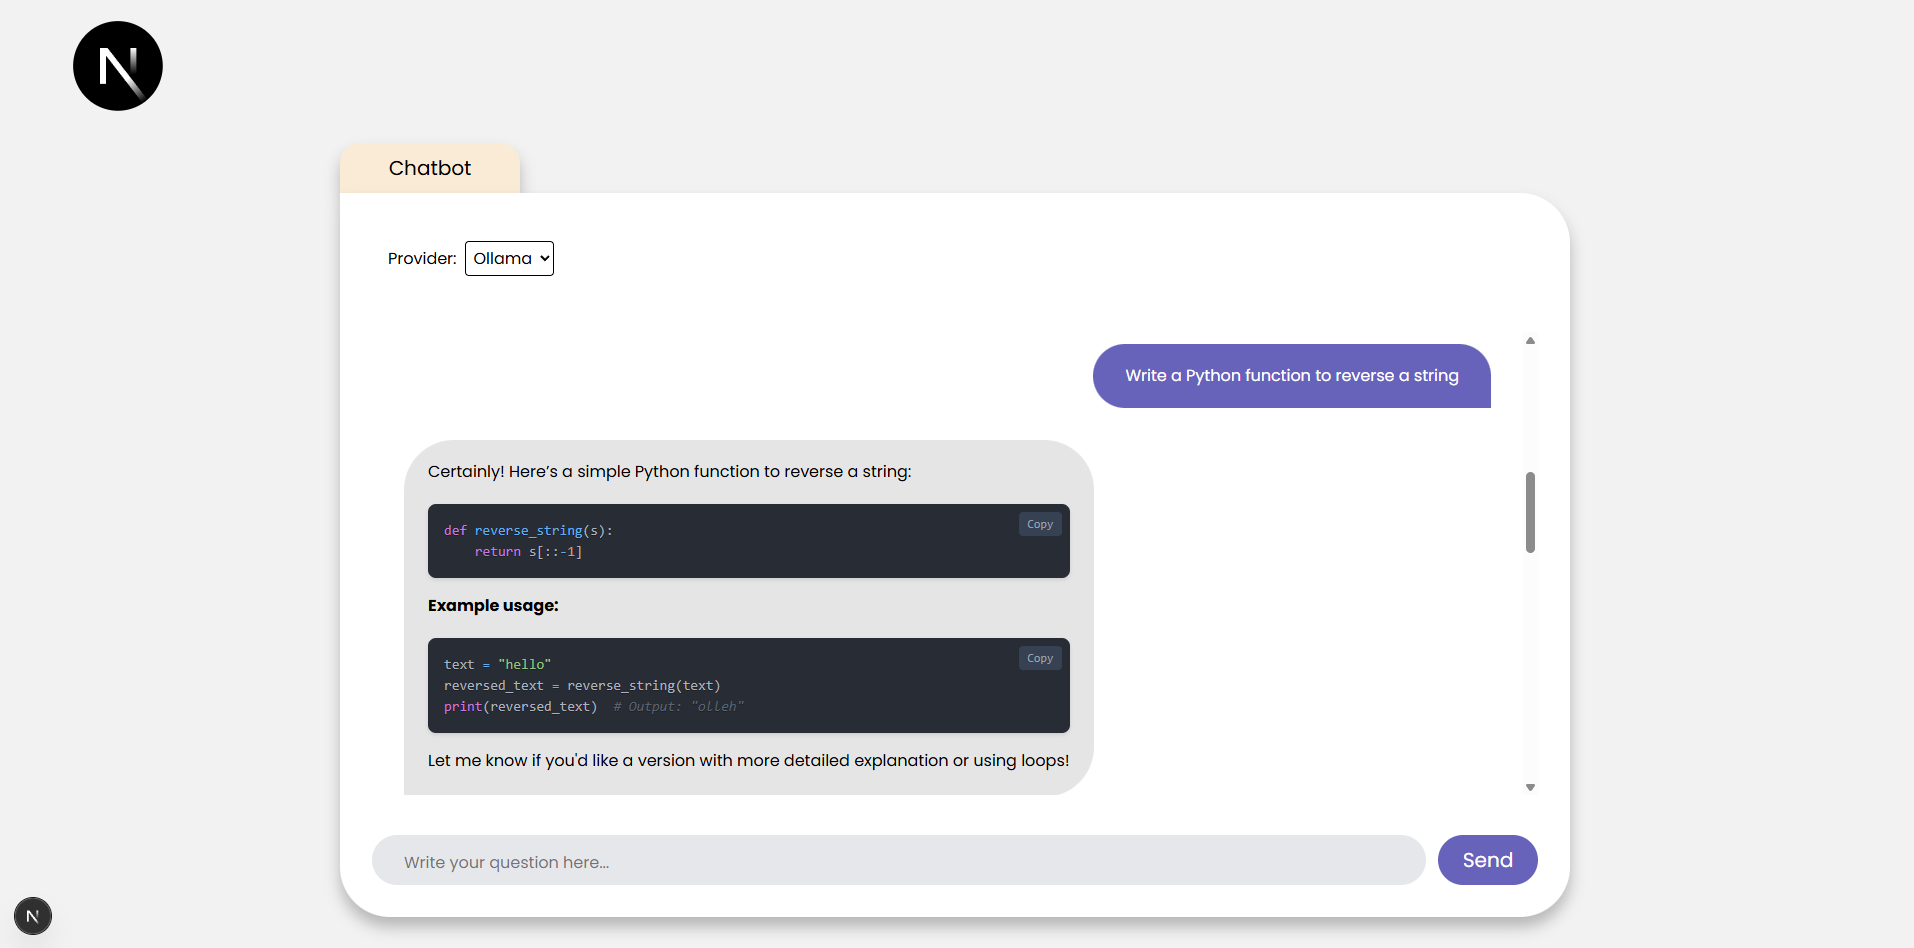 N
Chatbot
Provider: Ollama
Write a Python function to reverse a string
Certainly! Here’s a simple Python function to reverse a string:
Copy
def reverse_string(s):
    return s[::-1]
Example usage:
Copy
text = "hello"
reversed_text = reverse_string(text)
print(reversed_text)  # Output: "olleh"
Let me know if you'd like a version with more detailed explanation or using loops!
Write your question here...
Send
N